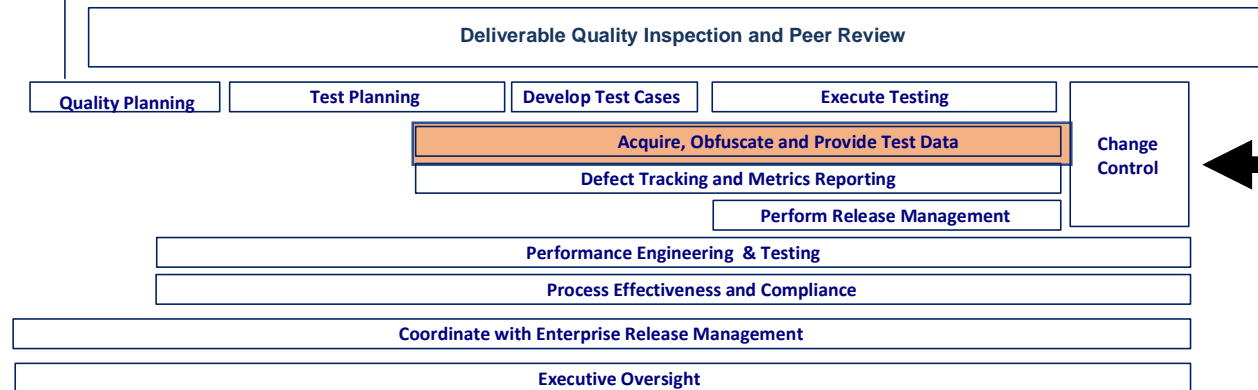 Deliverable Quality Inspection and Peer Review
Quality Planning
Test Planning
Develop Test Cases
Execute Testing
Acquire, Obfuscate and Provide Test Data
Change
Control
Defect Tracking and Metrics Reporting
Perform Release Management
Performance Engineering & Testing
Process Effectiveness and Compliance
Coordinate with Enterprise Release Management
Executive Oversight